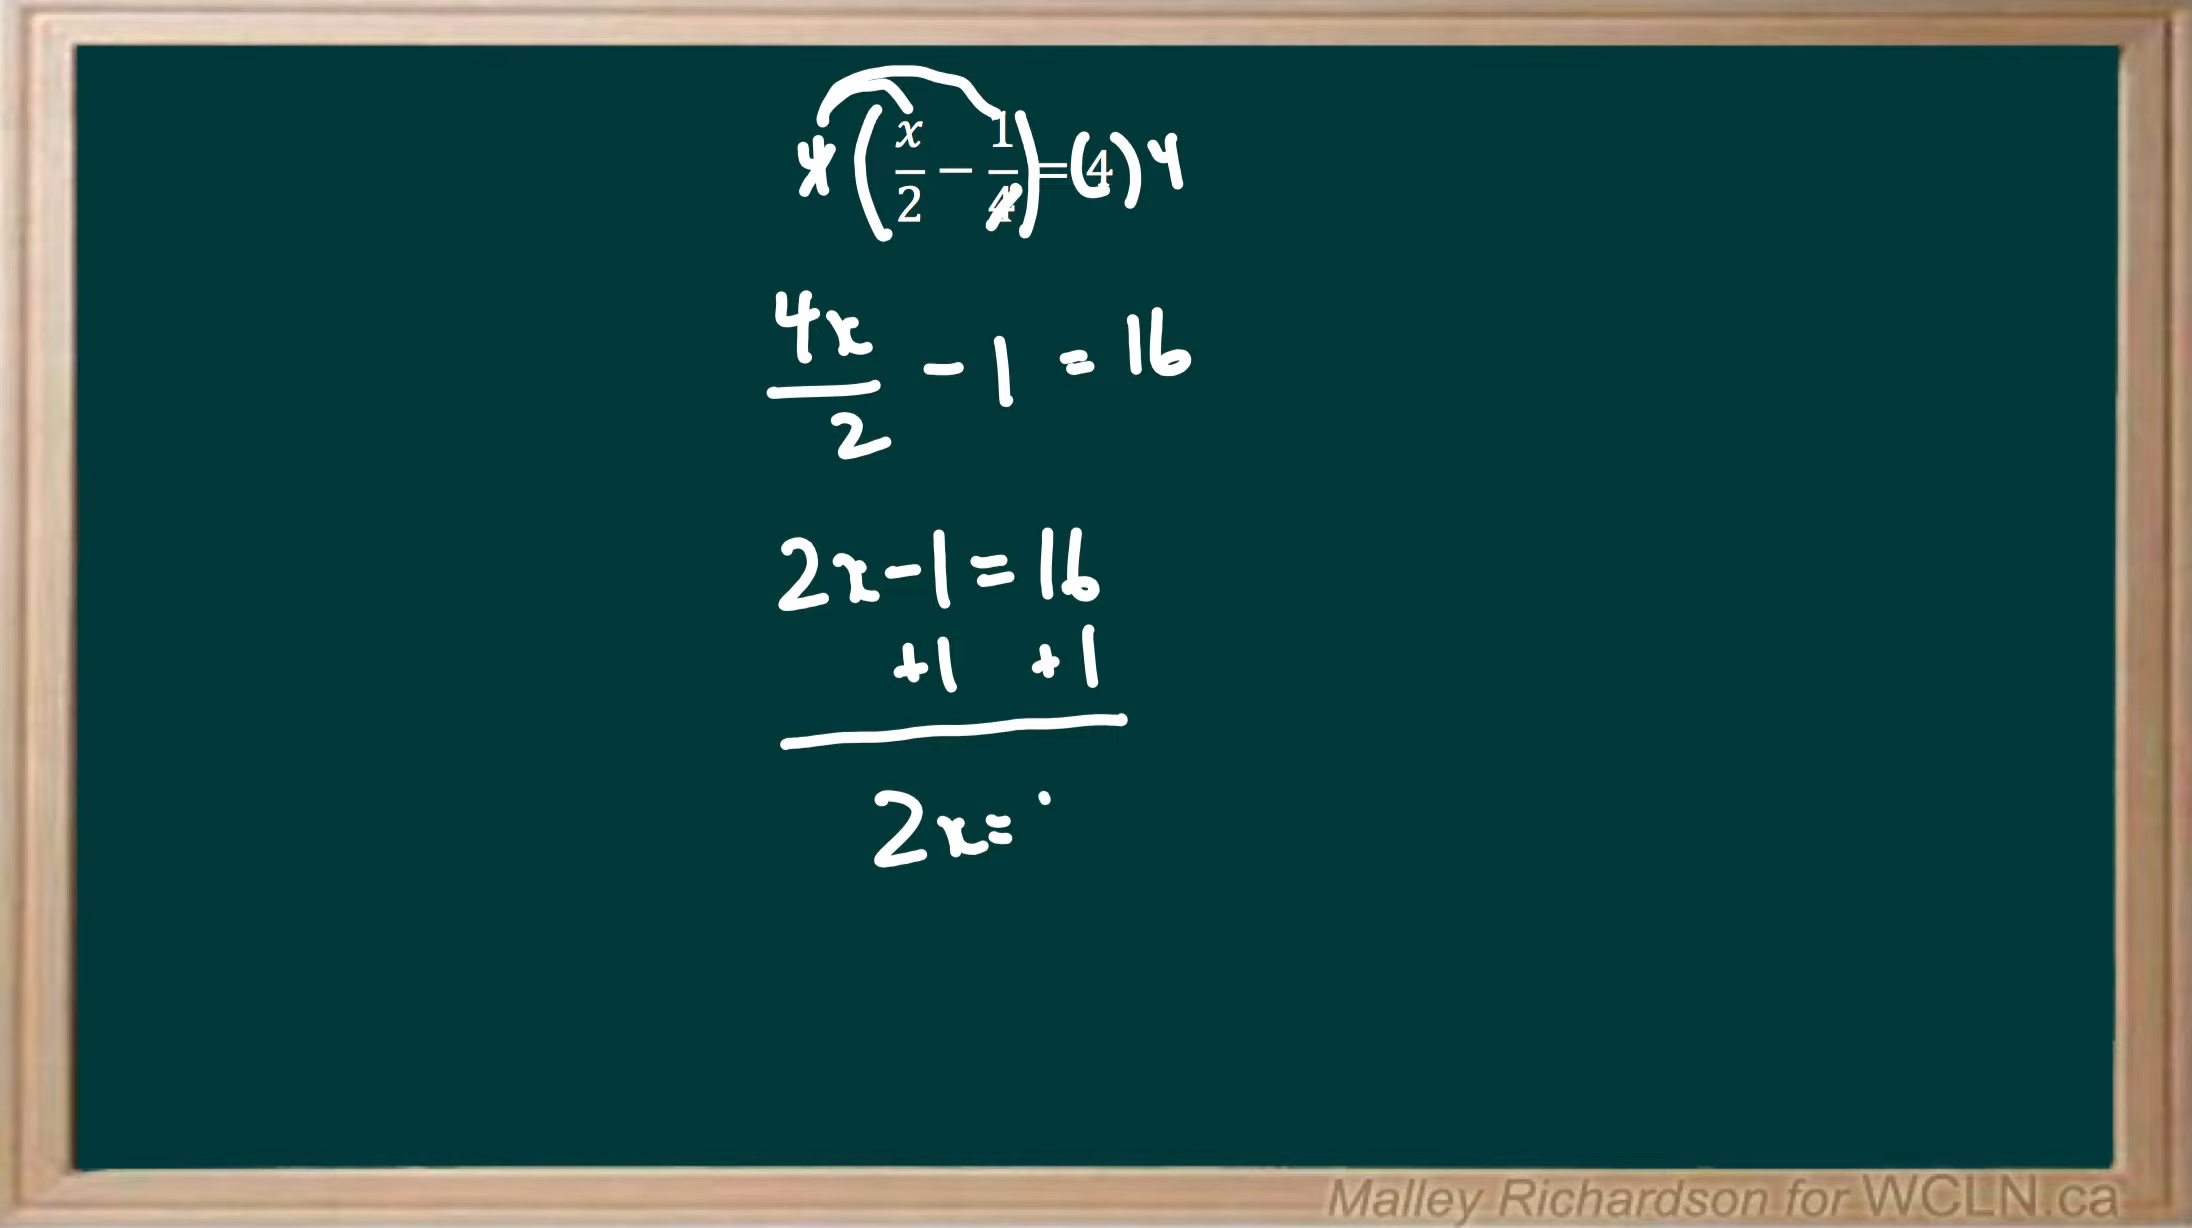 4(x/2 - 1/4) = (4)4
4x/2 - 1 = 16
2x - 1 = 16
+1 +1
2x =
Malley Richardson for WCLN.ca